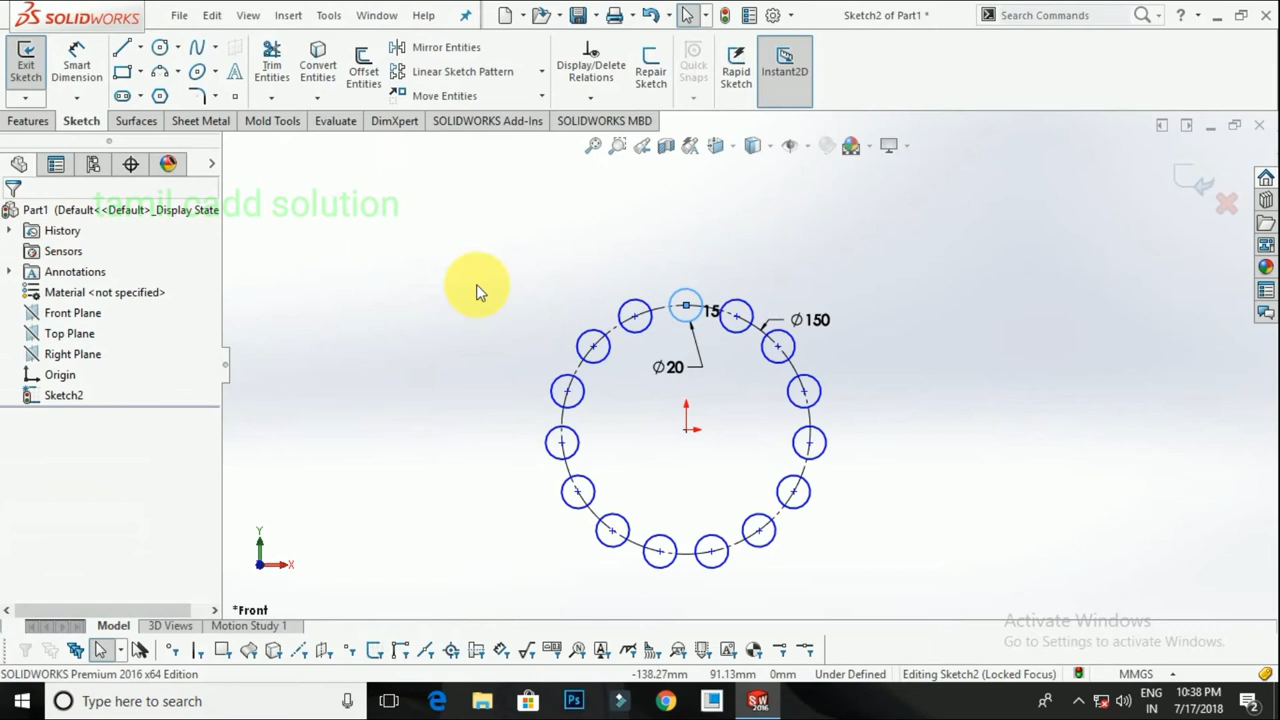 SOLIDWORKS
File Edit View Insert Tools Window Help
Sketch2 of Part1 *
Search Commands
Exit Sketch
Smart Dimension
Trim Entities
Convert Entities
Offset Entities
Mirror Entities
Linear Sketch Pattern
Move Entities
Display/Delete Relations
Repair Sketch
Quick Snaps
Rapid Sketch
Instant2D
Features Sketch Surfaces Sheet Metal Mold Tools Evaluate DimXpert SOLIDWORKS Add-Ins SOLIDWORKS MBD
tamil cadd solution
Part1 (Default<<Default>_Display State
History
Sensors
Annotations
Material <not specified>
Front Plane
Top Plane
Right Plane
Origin
Sketch2
15
Ø150
Ø20
Y
X
*Front
Model 3D Views Motion Study 1
Activate Windows
Go to Settings to activate Windows.
SOLIDWORKS Premium 2016 x64 Edition
-138.27mm 91.13mm 0mm Under Defined Editing Sketch2 (Locked Focus) MMGS
Type here to search
ENG
IN
10:38 PM
7/17/2018
2